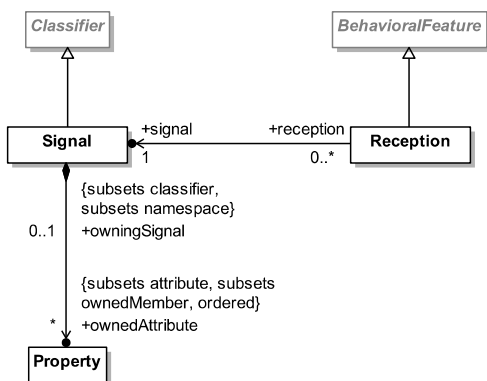 Classifier
BehavioralFeature
Signal
+signal
+reception
Reception
1
0..*
{subsets classifier,
subsets namespace}
0..1
+owningSignal
{subsets attribute, subsets
ownedMember, ordered}
*
+ownedAttribute
Property